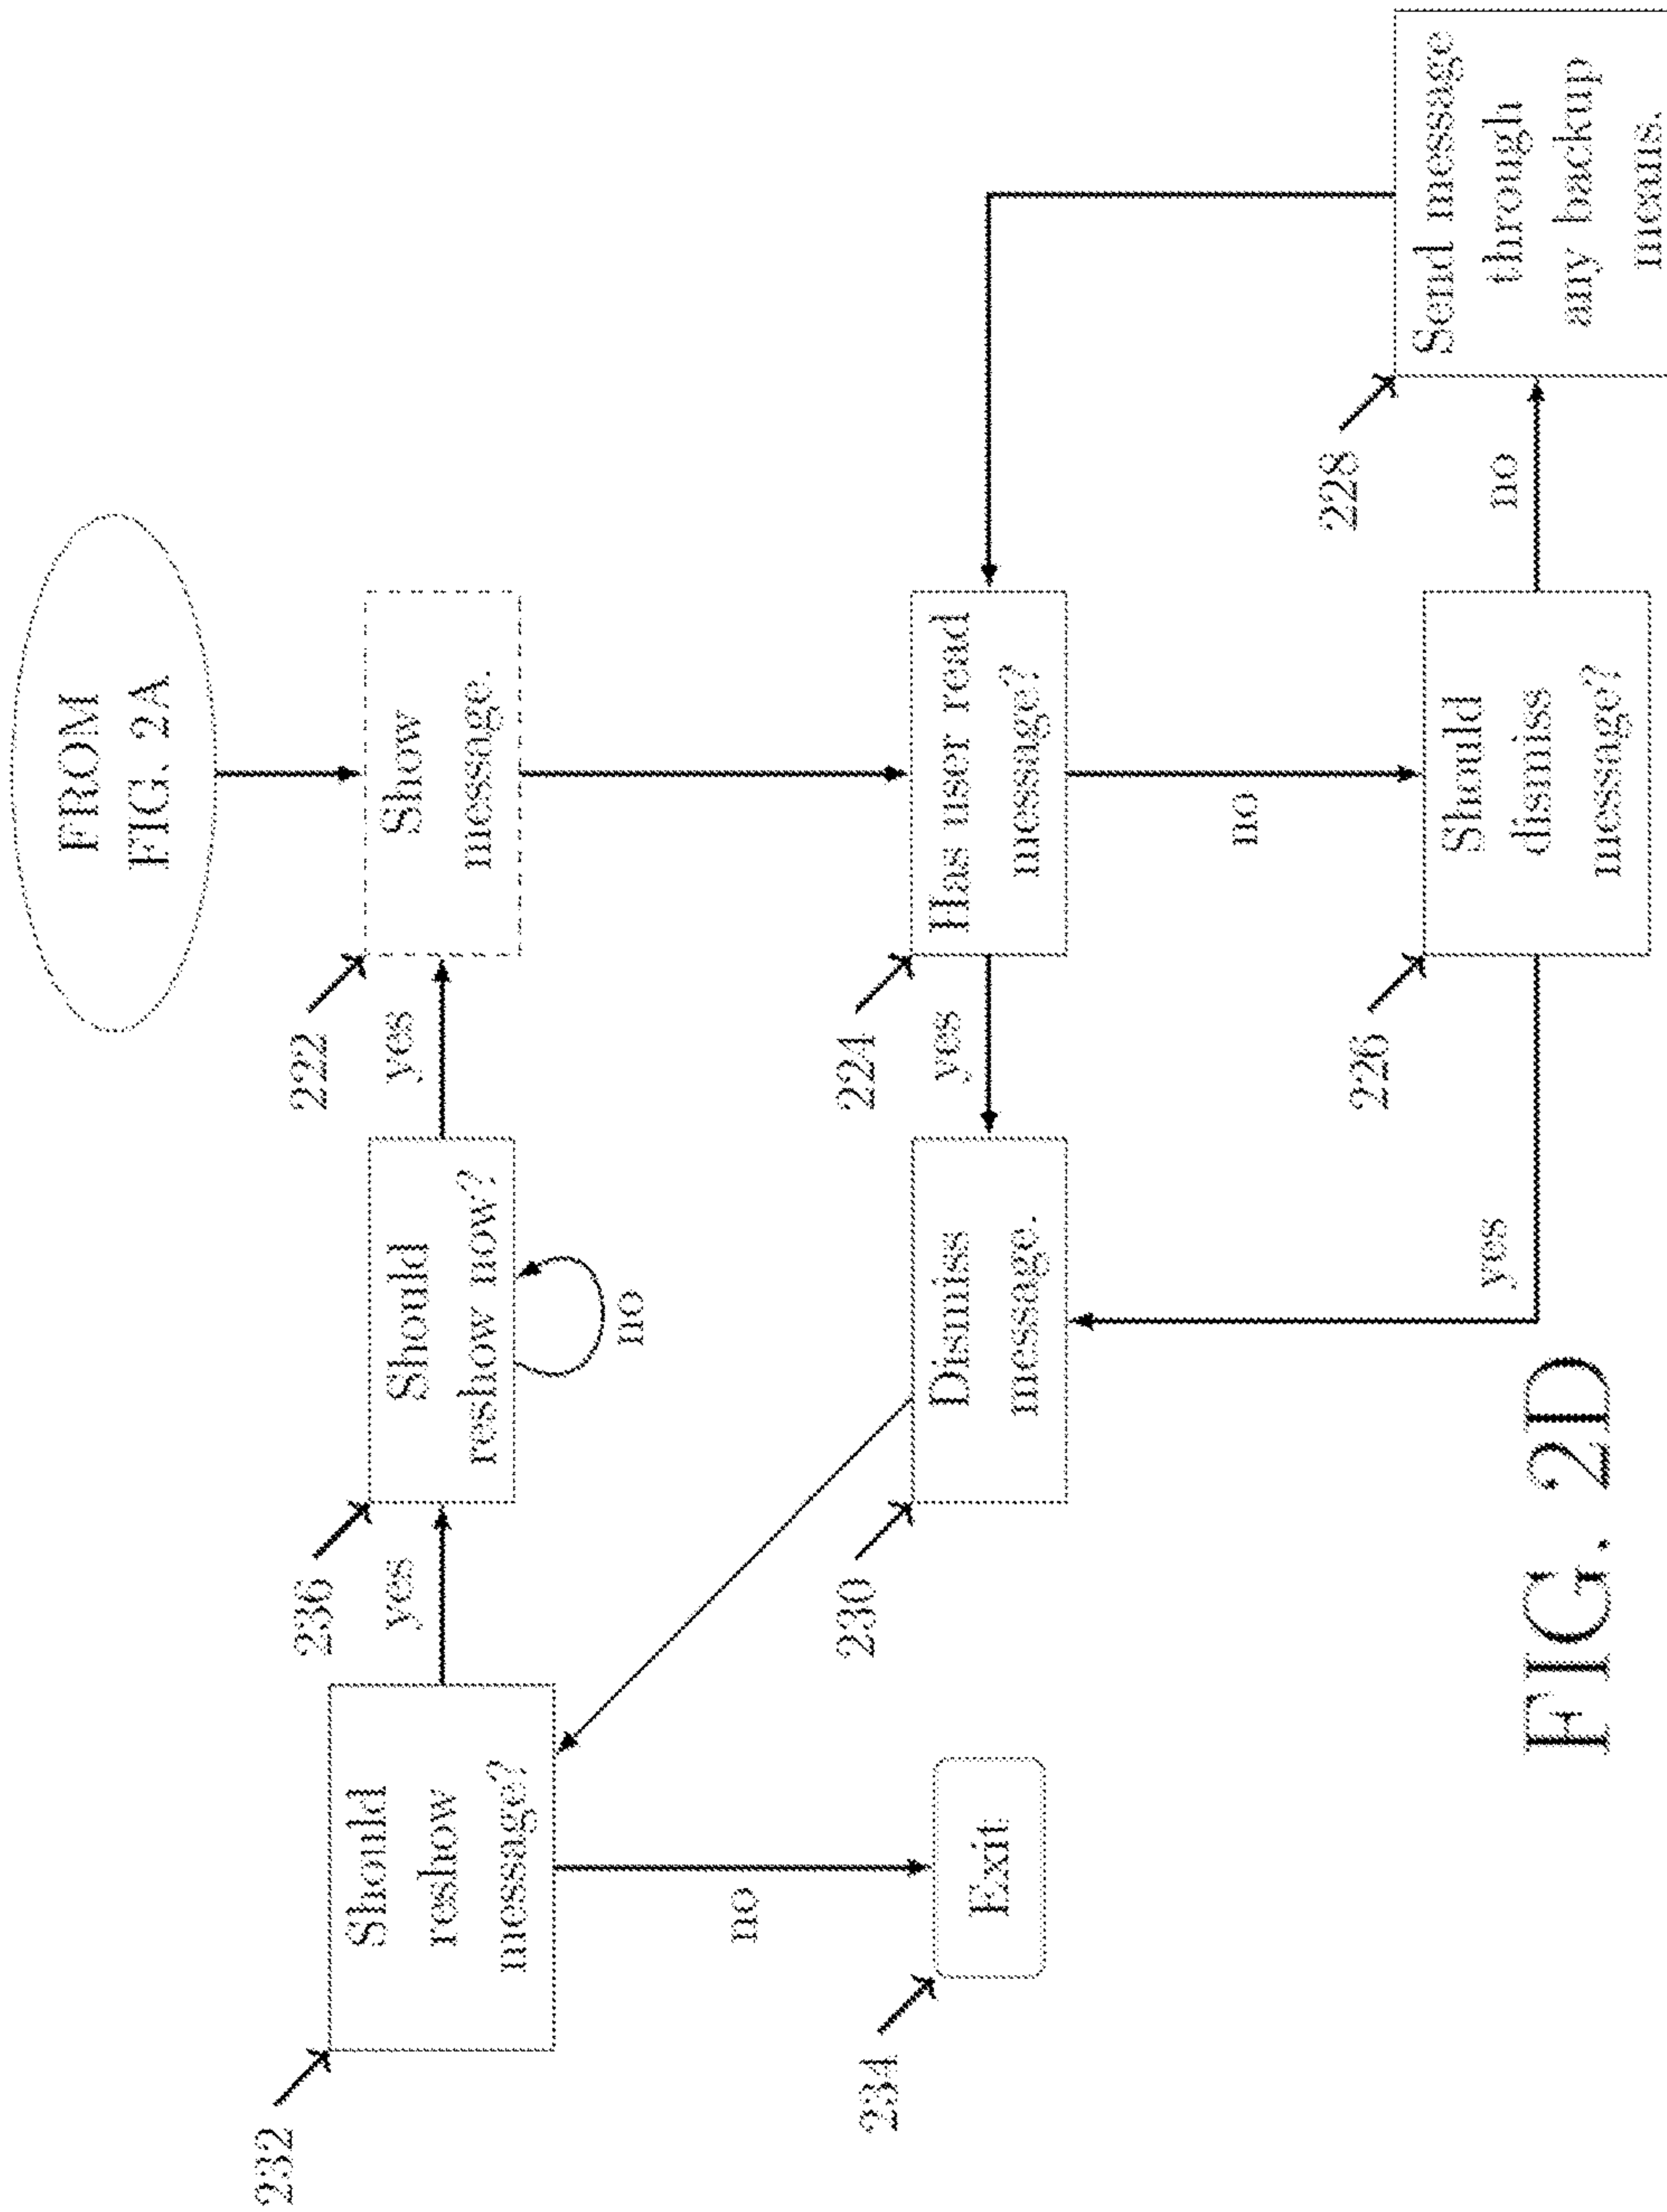 FROM
FIG. 2A
232
Should
reshow
message?
yes
236
Should
reshow now?
yes
222
Show
message.
no
no
234
Exit
230
Dismiss
message.
yes
224
Has user read
message?
no
yes
226
Should
dismiss
message?
no
228
Send message
through
any backup
means.
FIG. 2D